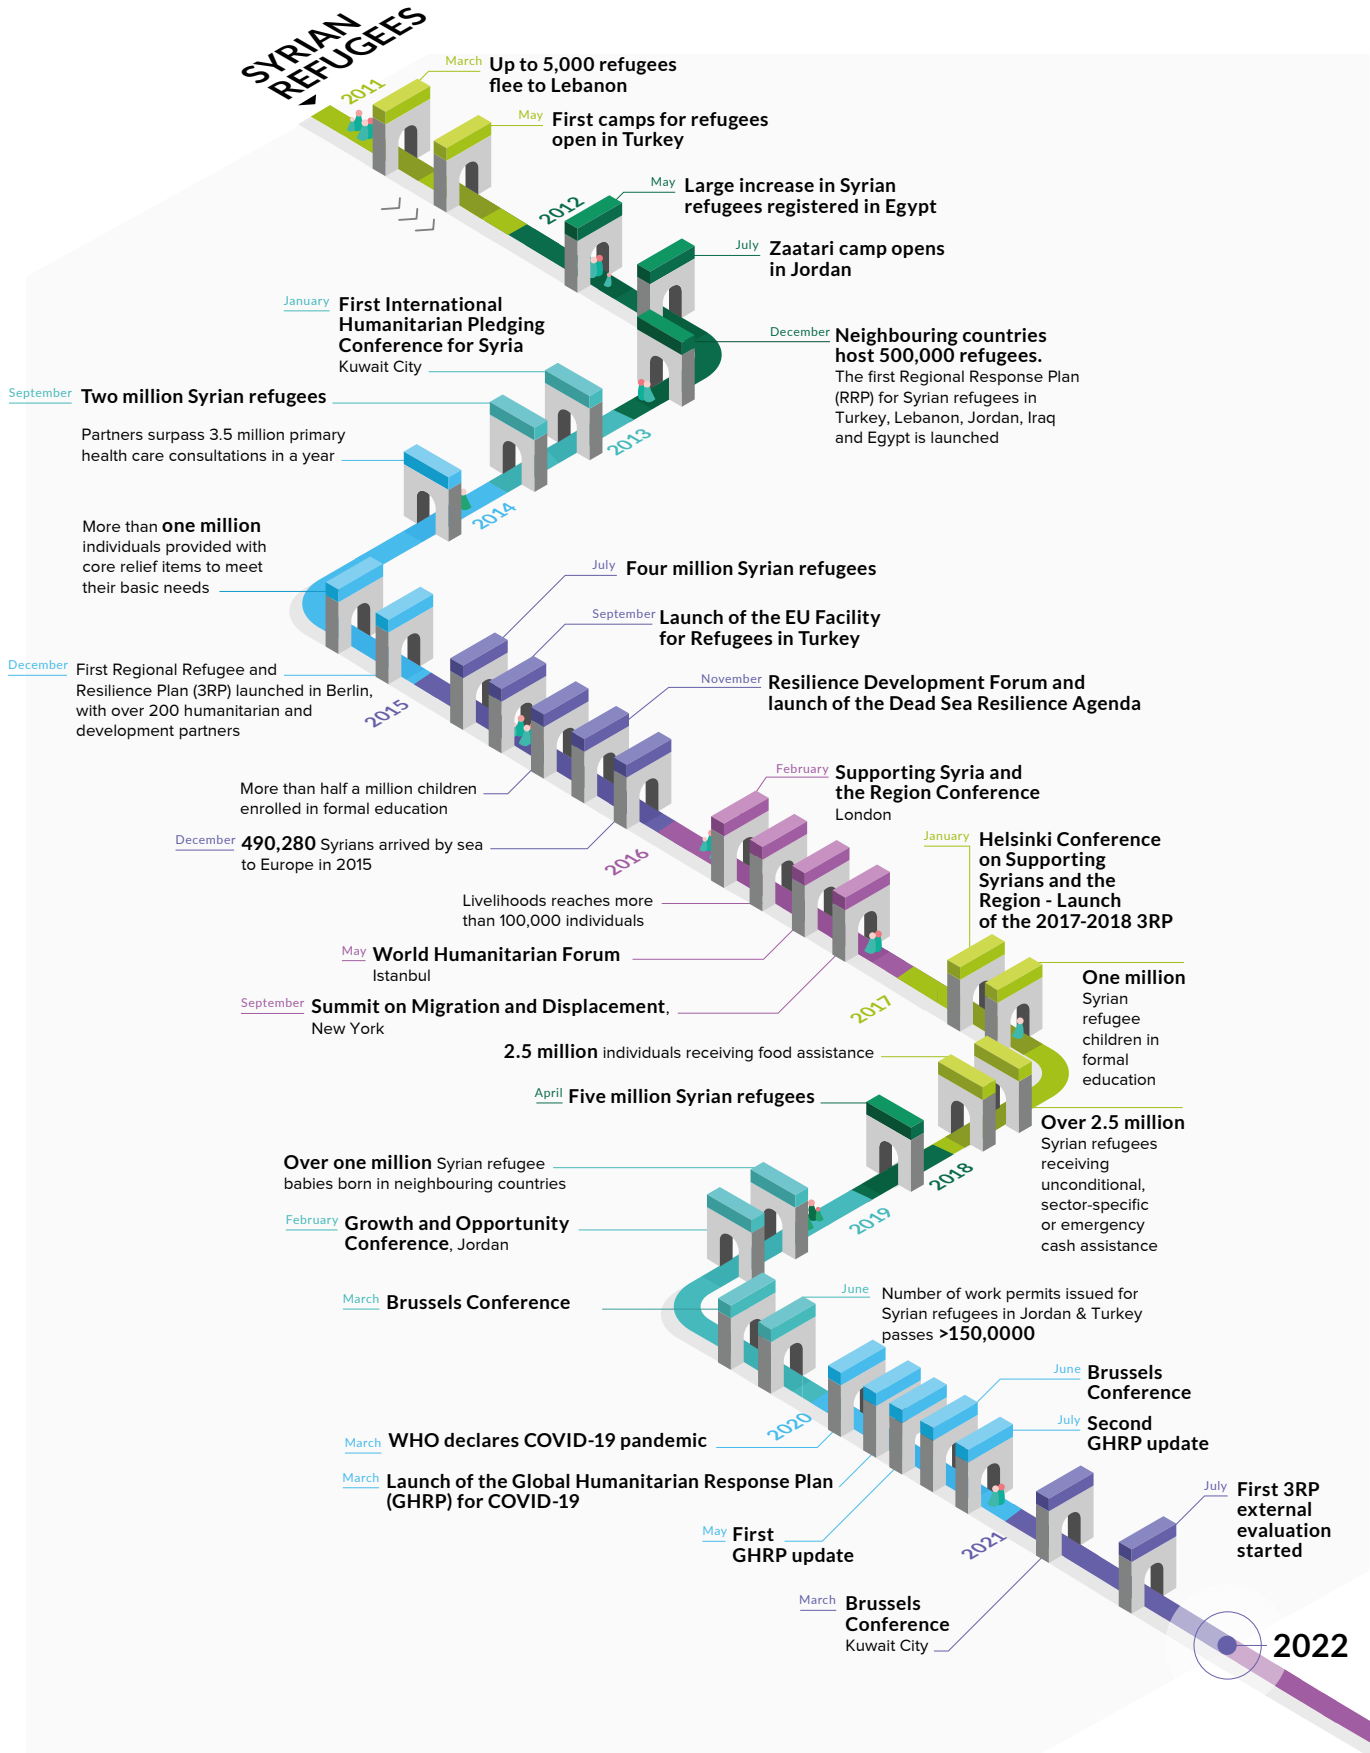 SYRIAN
REFUGEES
2011
March
Up to 5,000 refugees
flee to Lebanon
May
First camps for refugees
open in Turkey
2012
May
Large increase in Syrian
refugees registered in Egypt
July
Zaatari camp opens
in Jordan
December
Neighbouring countries
host 500,000 refugees.
The first Regional Response Plan
(RRP) for Syrian refugees in
Turkey, Lebanon, Jordan, Iraq
and Egypt is launched
January
First International
Humanitarian Pledging
Conference for Syria
Kuwait City
2013
September
Two million Syrian refugees
Partners surpass 3.5 million primary
health care consultations in a year
2014
More than one million
individuals provided with
core relief items to meet
their basic needs
December
First Regional Refugee and
Resilience Plan (3RP) launched in Berlin,
with over 200 humanitarian and
development partners
2015
July
Four million Syrian refugees
September
Launch of the EU Facility
for Refugees in Turkey
November
Resilience Development Forum and
launch of the Dead Sea Resilience Agenda
More than half a million children
enrolled in formal education
December
490,280 Syrians arrived by sea
to Europe in 2015
2016
February
Supporting Syria and
the Region Conference
London
Livelihoods reaches more
than 100,000 individuals
May
World Humanitarian Forum
Istanbul
September
Summit on Migration and Displacement,
New York
2017
January
Helsinki Conference
on Supporting
Syrians and the
Region - Launch
of the 2017-2018 3RP
One million
Syrian
refugee
children in
formal
education
2.5 million individuals receiving food assistance
Over 2.5 million
Syrian refugees
receiving
unconditional,
sector-specific
or emergency
cash assistance
April
Five million Syrian refugees
2018
Over one million Syrian refugee
babies born in neighbouring countries
2019
February
Growth and Opportunity
Conference, Jordan
March
Brussels Conference
June
Number of work permits issued for
Syrian refugees in Jordan & Turkey
passes >150,0000
2020
March
WHO declares COVID-19 pandemic
March
Launch of the Global Humanitarian Response Plan
(GHRP) for COVID-19
May
First
GHRP update
June
Brussels
Conference
July
Second
GHRP update
2021
March
Brussels
Conference
Kuwait City
July
First 3RP
external
evaluation
started
2022